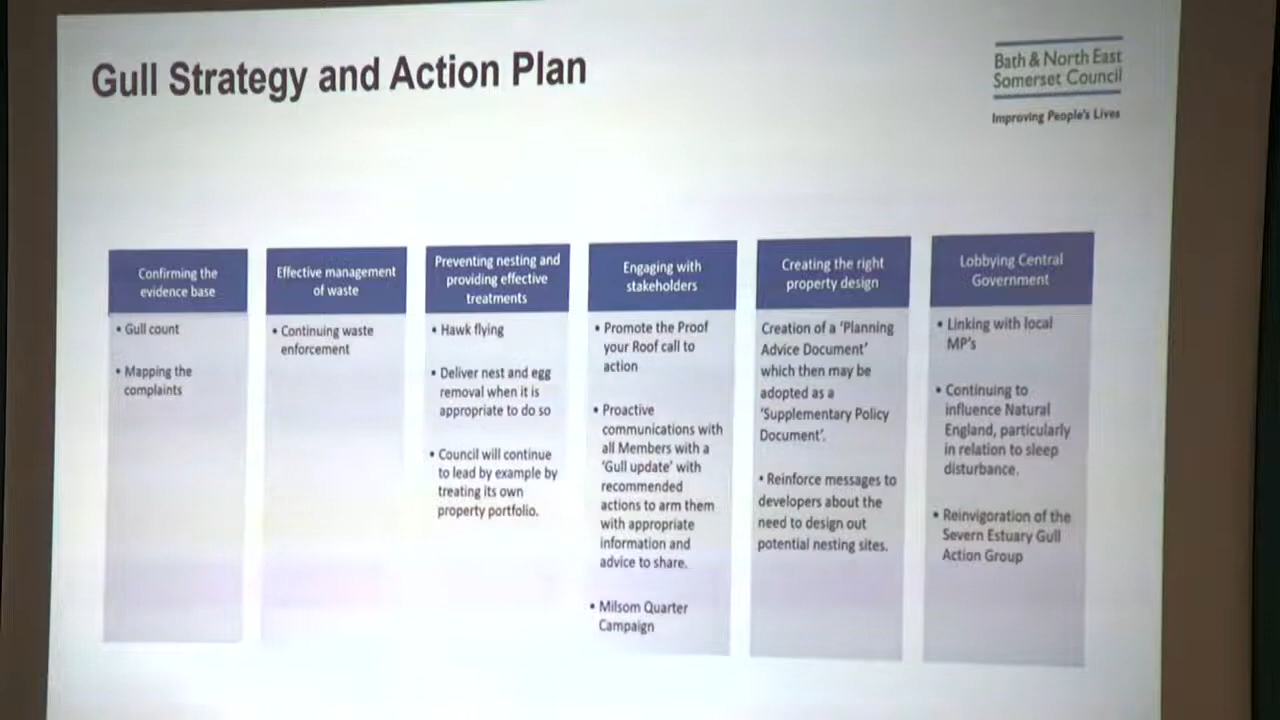 Gull Strategy and Action Plan
Bath & North East
Somerset Council
Improving People's Lives
Confirming the
evidence base
• Gull count
• Mapping the
complaints
Effective management
of waste
• Continuing waste
enforcement
Preventing nesting and
providing effective
treatments
• Hawk flying
• Deliver nest and egg
removal when it is
appropriate to do so
• Council will continue
to lead by example by
treating its own
property portfolio.
Engaging with
stakeholders
• Promote the Proof
your Roof call to
action
• Proactive
communications with
all Members with a
'Gull update' with
recommended
actions to arm them
with appropriate
information and
advice to share.
• Milsom Quarter
Campaign
Creating the right
property design
Creation of a 'Planning
Advice Document'
which then may be
adopted as a
'Supplementary Policy
Document'.
• Reinforce messages to
developers about the
need to design out
potential nesting sites.
Lobbying Central
Government
• Linking with local
MP's
• Continuing to
influence Natural
England, particularly
in relation to sleep
disturbance.
• Reinvigoration of the
Severn Estuary Gull
Action Group